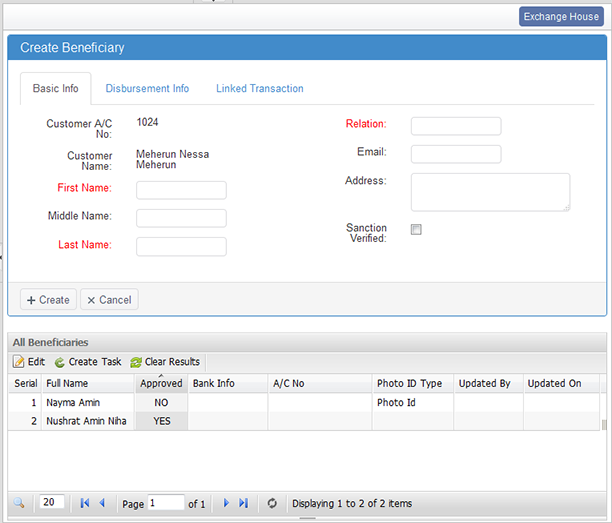 Exchange House
Create Beneficiary
Basic Info Disbursement Info Linked Transaction
Customer A/C No: 1024
Customer Name: Meherun Nessa Meherun
First Name:
Middle Name:
Last Name:
Relation:
Email:
Address:
Sanction Verified:
+ Create × Cancel
All Beneficiaries
Edit Create Task Clear Results
Serial Full Name Approved Bank Info A/C No Photo ID Type Updated By Updated On
1 Nayma Amin NO Photo Id
2 Nushrat Amin Niha YES
20 Page 1 of 1 Displaying 1 to 2 of 2 items